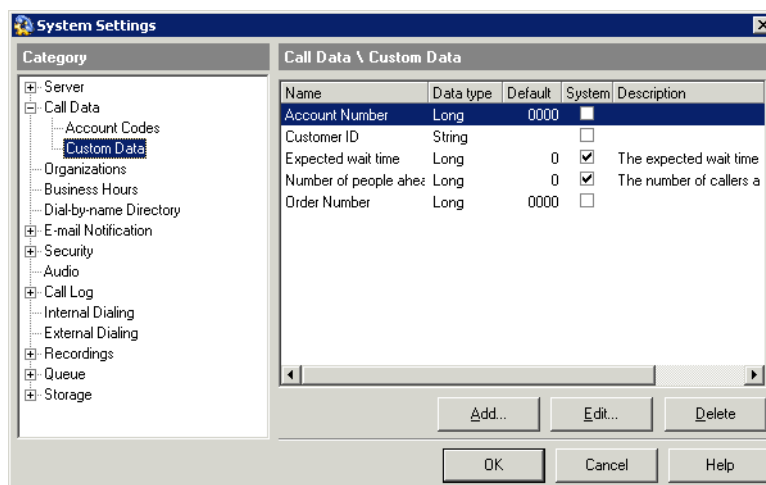 System Settings
Category
Server
Call Data
Account Codes
Custom Data
Organizations
Business Hours
Dial-by-name Directory
E-mail Notification
Security
Audio
Call Log
Internal Dialing
External Dialing
Recordings
Queue
Storage
Call Data \ Custom Data
Name Data type Default System Description
Account Number Long 0000
Customer ID String
Expected wait time Long 0 The expected wait time
Number of people ahea Long 0 The number of callers a
Order Number Long 0000
Add... Edit... Delete
OK Cancel Help